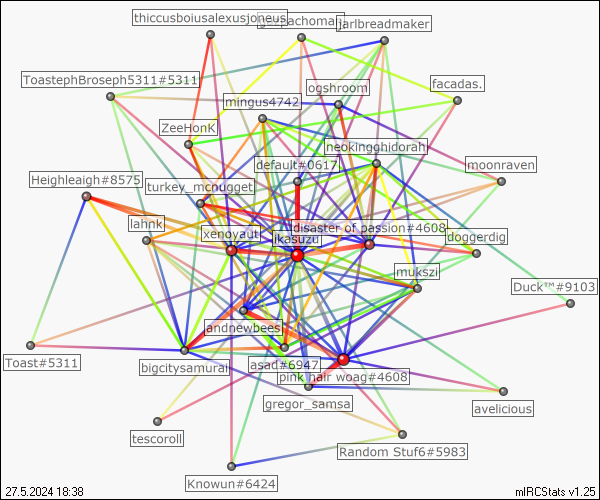 thiccusboiusalexusjoneus
jarlbreadmaker
ToastephBroseph5311#5311
ogshroom
facadas.
mingus4742
ZeeHonK
neokingghidorah
default#0617
moonraven
Heighleaigh#8575
turkey_mcnugget
lahnk
xenoyaut
disaster of passion#4608
jkasuzu
doggerdig
mukszi
Duck™#9103
andnewbees
Toast#5311
bigcitysamurai
asad#6947
pink hair woag#4608
gregor_samsa
avelicious
tescoroll
Random Stuf6#5983
Knowun#6424
27.5.2024 18:38
mIRCStats v1.25